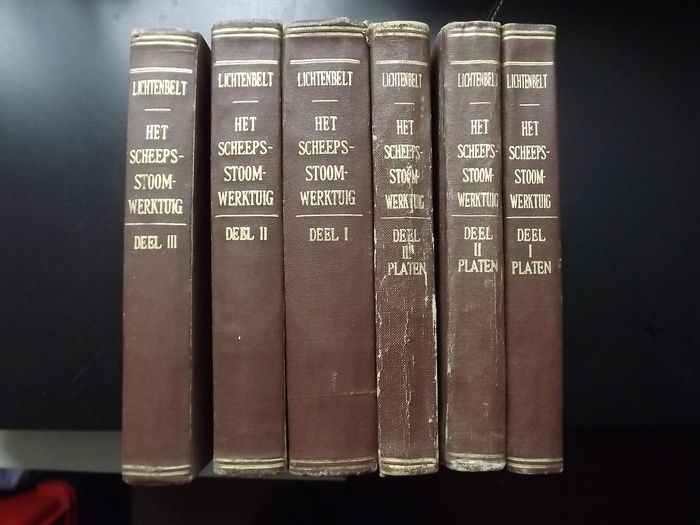 LICHTENBELT
HET
SCHEEPS-
STOOM-
WERKTUIG
DEEL III
LICHTENBELT
HET
SCHEEPS-
STOOM-
WERKTUIG
DEEL II
LICHTENBELT
HET
SCHEEPS-
STOOM-
WERKTUIG
DEEL I
LICHTENBELT
HET
SCHEEPS-
STOOM-
WERKTUIG
DEEL
PLATEN
LICHTENBELT
HET
SCHEEPS-
STOOM-
WERKTUIG
DEEL
II
PLATEN
LICHTENBELT
HET
SCHEEPS-
STOOM-
WERKTUIG
DEEL
I
PLATEN